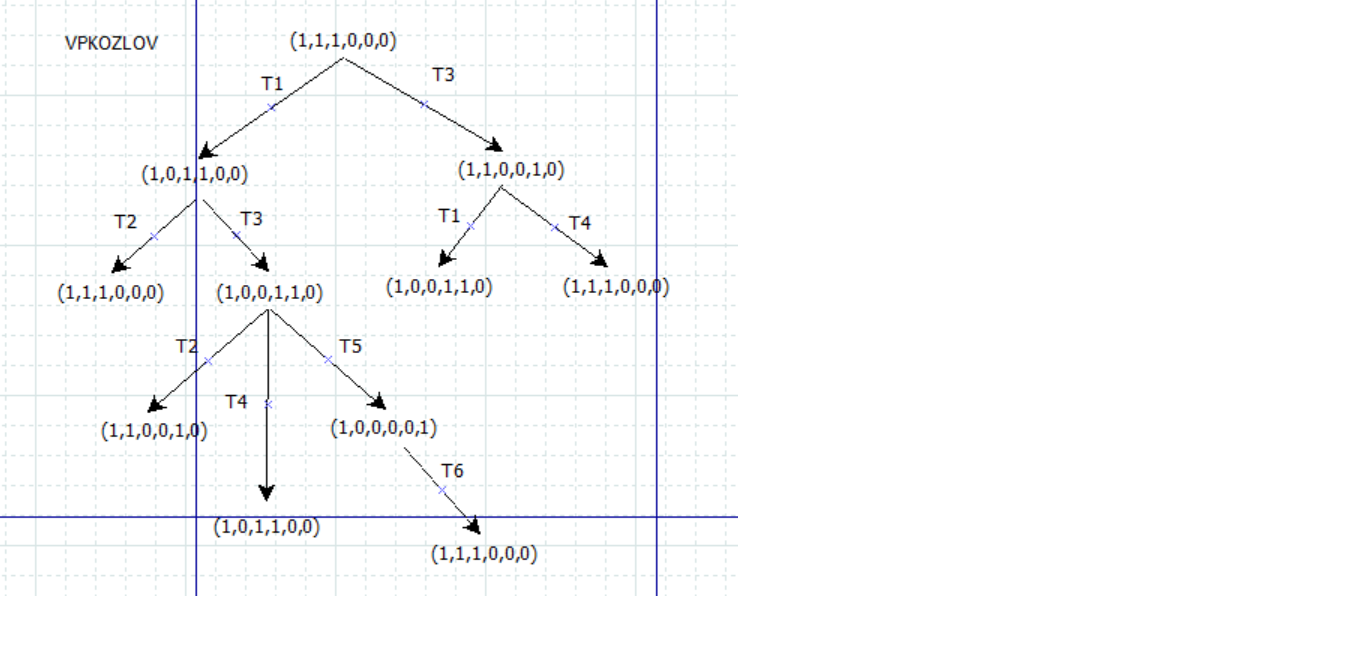 VPKOZLOV
(1,1,1,0,0,0)
T1
T3
(1,0,1,1,0,0)
(1,1,0,0,1,0)
T2
T3
T1
T4
(1,1,1,0,0,0)
(1,0,0,1,1,0)
(1,0,0,1,1,0)
(1,1,1,0,0,0)
T2
T4
T5
(1,1,0,0,1,0)
(1,0,0,0,0,1)
T6
(1,0,1,1,0,0)
(1,1,1,0,0,0)